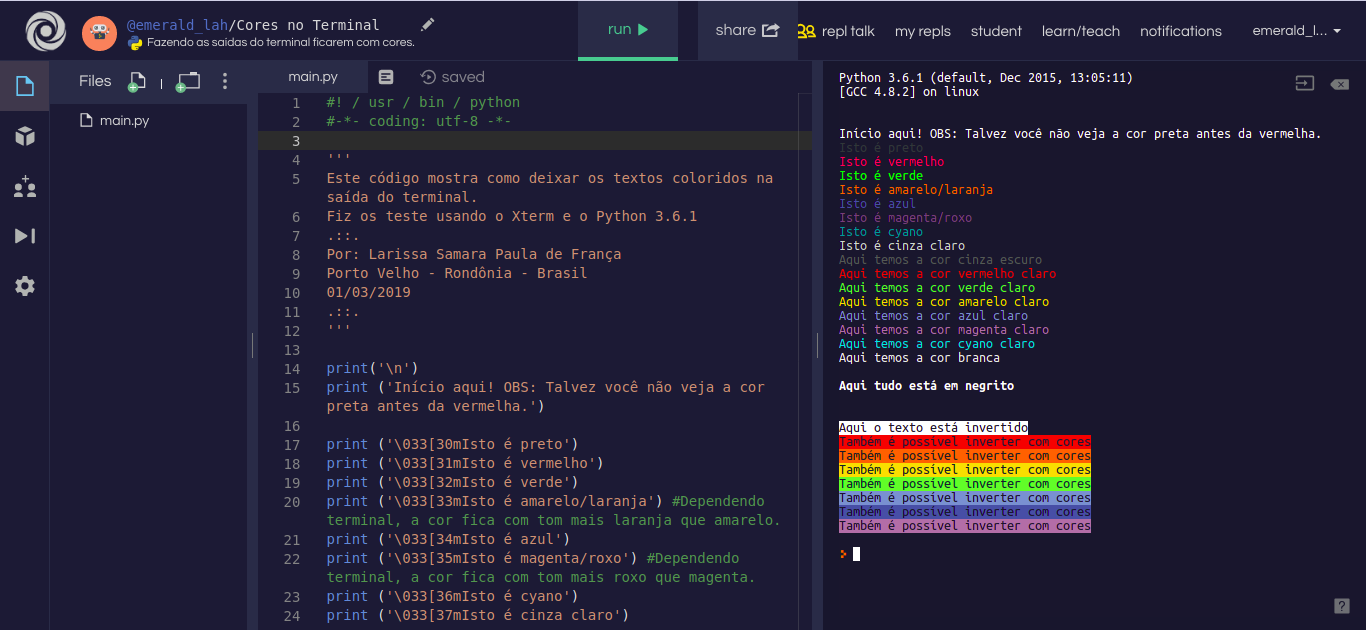 @emerald_lah/Cores no Terminal
Fazendo as saidas do terminal ficarem com cores.
run
share
repl talk
my repls
student
learn/teach
notifications
emerald_l...
Files
main.py
main.py
saved
1 #! / usr / bin / python
2 #-*- coding: utf-8 -*-
3
4 '''
5 Este código mostra como deixar os textos coloridos na
saída do terminal.
6 Fiz os teste usando o Xterm e o Python 3.6.1
7 .::.
8 Por: Larissa Samara Paula de França
9 Porto Velho - Rondônia - Brasil
10 01/03/2019
11 .::.
12 '''
13
14 print('\n')
15 print ('Início aqui! OBS: Talvez você não veja a cor
preta antes da vermelha.')
16
17 print ('\033[30mIsto é preto')
18 print ('\033[31mIsto é vermelho')
19 print ('\033[32mIsto é verde')
20 print ('\033[33mIsto é amarelo/laranja') #Dependendo
terminal, a cor fica com tom mais laranja que amarelo.
21 print ('\033[34mIsto é azul')
22 print ('\033[35mIsto é magenta/roxo') #Dependendo
terminal, a cor fica com tom mais roxo que magenta.
23 print ('\033[36mIsto é cyano')
24 print ('\033[37mIsto é cinza claro')
Python 3.6.1 (default, Dec 2015, 13:05:11)
[GCC 4.8.2] on linux
Início aqui! OBS: Talvez você não veja a cor preta antes da vermelha.
Isto é preto
Isto é vermelho
Isto é verde
Isto é amarelo/laranja
Isto é azul
Isto é magenta/roxo
Isto é cyano
Isto é cinza claro
Aqui temos a cor cinza escuro
Aqui temos a cor vermelho claro
Aqui temos a cor verde claro
Aqui temos a cor amarelo claro
Aqui temos a cor azul claro
Aqui temos a cor magenta claro
Aqui temos a cor cyano claro
Aqui temos a cor branca
Aqui tudo está em negrito
Aqui o texto está invertido
Também é possivel inverter com cores
Também é possivel inverter com cores
Também é possivel inverter com cores
Também é possivel inverter com cores
Também é possivel inverter com cores
Também é possivel inverter com cores
Também é possivel inverter com cores
?